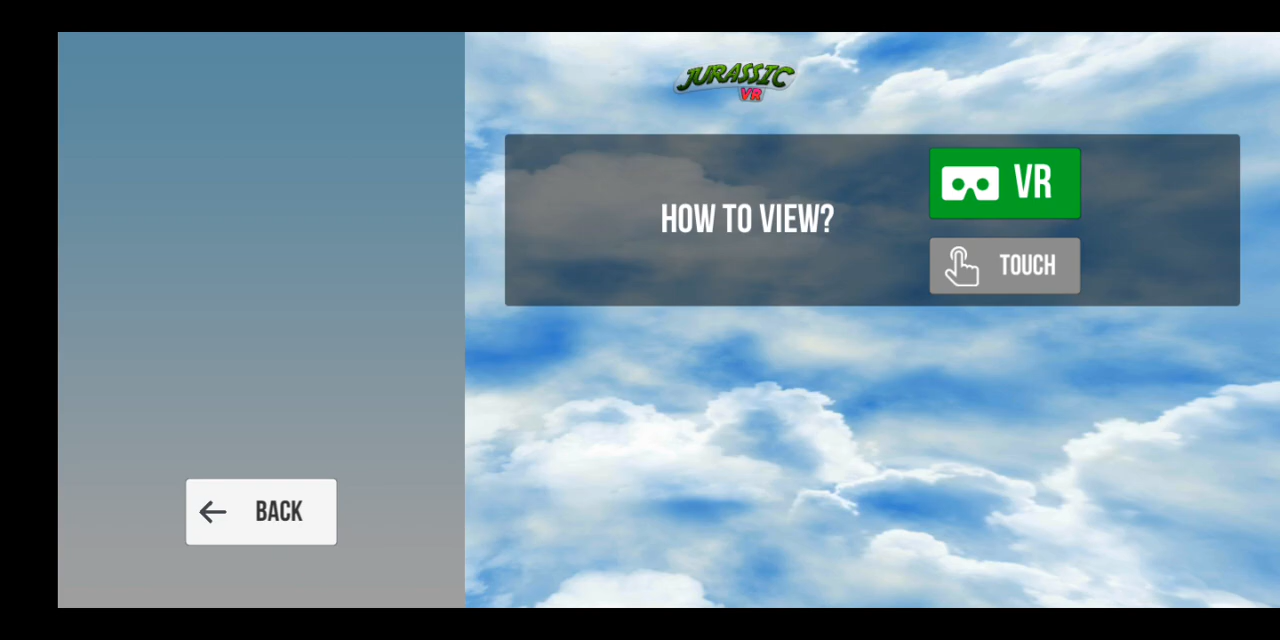 JURASSIC
VR
HOW TO VIEW?
VR
TOUCH
BACK